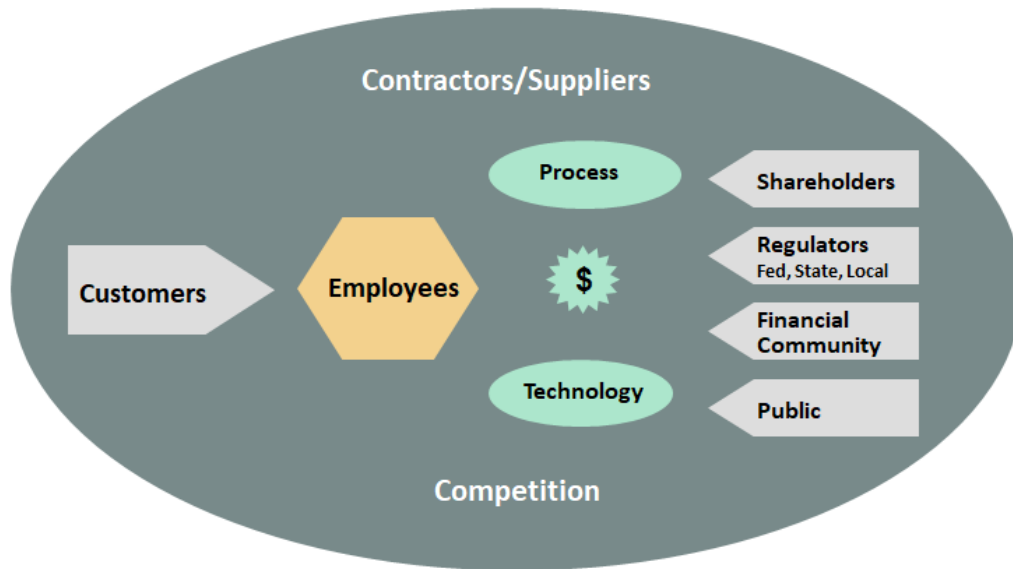 Contractors/Suppliers
Process
Shareholders
Regulators
Fed, State, Local
Customers
Employees
$
Financial
Community
Technology
Public
Competition